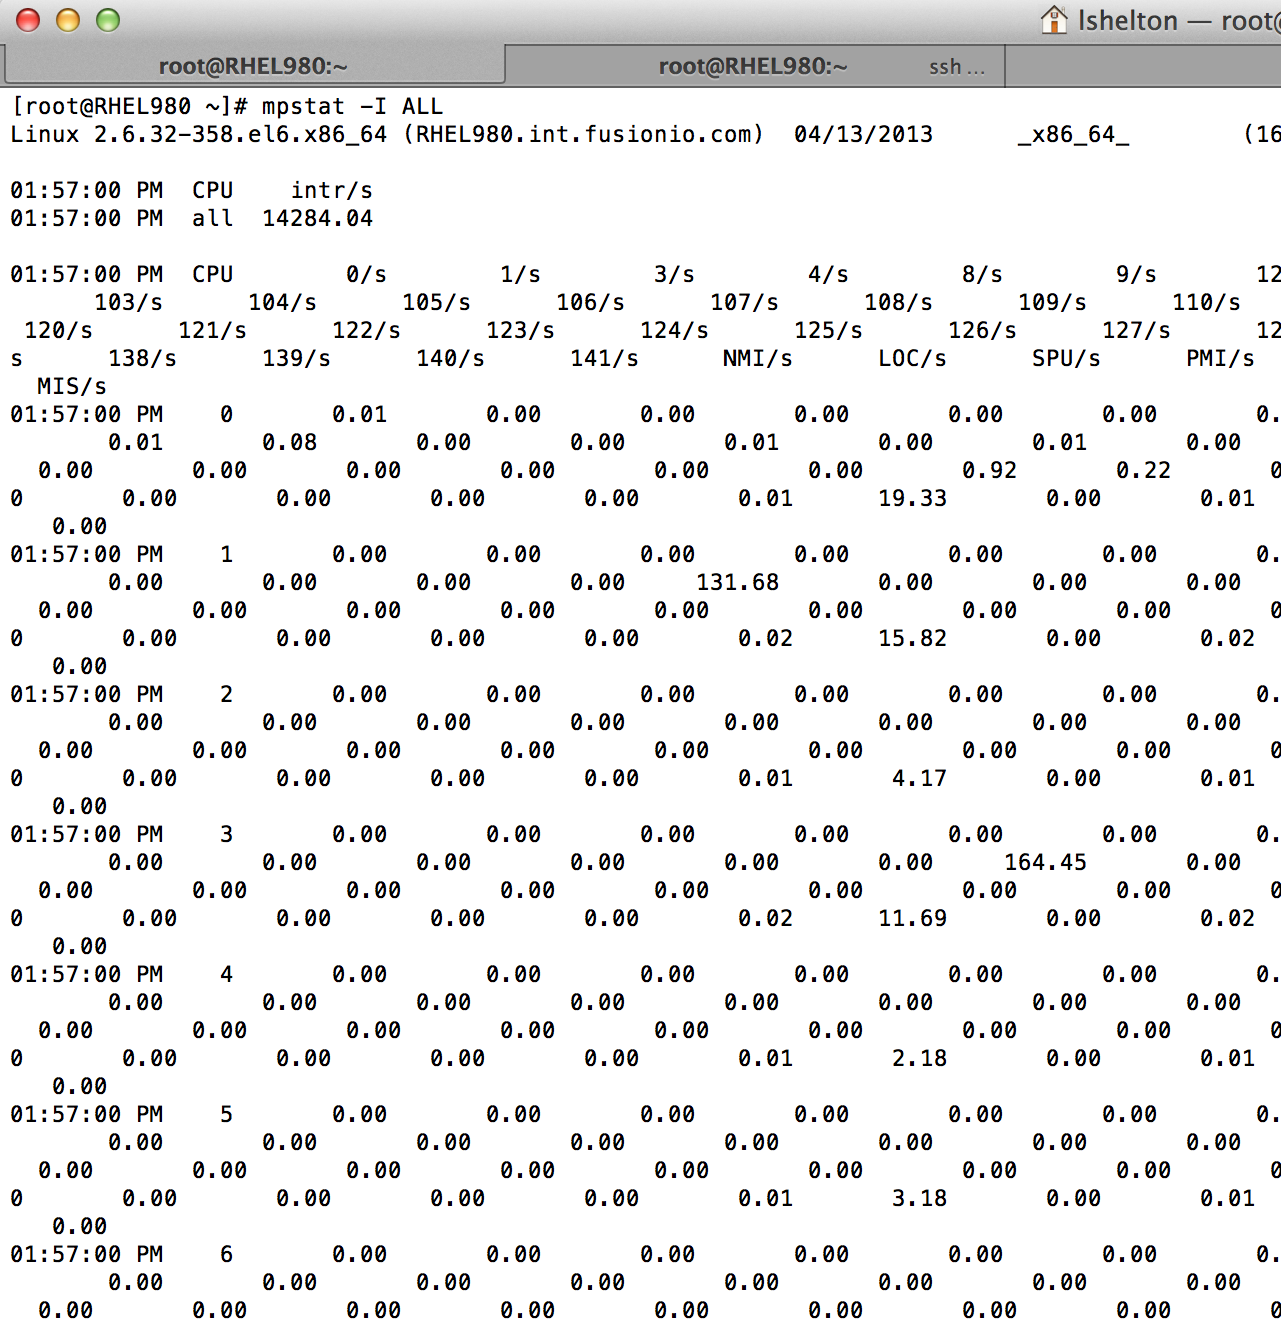 lshelton — root@
root@RHEL980:~ root@RHEL980:~ ssh ...
[root@RHEL980 ~]# mpstat -I ALL
Linux 2.6.32-358.el6.x86_64 (RHEL980.int.fusionio.com) 04/13/2013 _x86_64_ (16
01:57:00 PM CPU intr/s
01:57:00 PM all 14284.04
01:57:00 PM CPU 0/s 1/s 3/s 4/s 8/s 9/s 12
103/s 104/s 105/s 106/s 107/s 108/s 109/s 110/s
120/s 121/s 122/s 123/s 124/s 125/s 126/s 127/s 12
s 138/s 139/s 140/s 141/s NMI/s LOC/s SPU/s PMI/s
MIS/s
01:57:00 PM 0 0.01 0.00 0.00 0.00 0.00 0.00 0.
0.01 0.08 0.00 0.00 0.01 0.00 0.01 0.00
0.00 0.00 0.00 0.00 0.00 0.00 0.92 0.22 0
0 0.00 0.00 0.00 0.00 0.01 19.33 0.00 0.01
0.00
01:57:00 PM 1 0.00 0.00 0.00 0.00 0.00 0.00 0.
0.00 0.00 0.00 0.00 131.68 0.00 0.00 0.00
0.00 0.00 0.00 0.00 0.00 0.00 0.00 0.00 0
0 0.00 0.00 0.00 0.00 0.02 15.82 0.00 0.02
0.00
01:57:00 PM 2 0.00 0.00 0.00 0.00 0.00 0.00 0.
0.00 0.00 0.00 0.00 0.00 0.00 0.00 0.00
0.00 0.00 0.00 0.00 0.00 0.00 0.00 0.00 0
0 0.00 0.00 0.00 0.00 0.01 4.17 0.00 0.01
0.00
01:57:00 PM 3 0.00 0.00 0.00 0.00 0.00 0.00 0.
0.00 0.00 0.00 0.00 0.00 0.00 164.45 0.00
0.00 0.00 0.00 0.00 0.00 0.00 0.00 0.00 0
0 0.00 0.00 0.00 0.00 0.02 11.69 0.00 0.02
0.00
01:57:00 PM 4 0.00 0.00 0.00 0.00 0.00 0.00 0.
0.00 0.00 0.00 0.00 0.00 0.00 0.00 0.00
0.00 0.00 0.00 0.00 0.00 0.00 0.00 0.00 0
0 0.00 0.00 0.00 0.00 0.01 2.18 0.00 0.01
0.00
01:57:00 PM 5 0.00 0.00 0.00 0.00 0.00 0.00 0.
0.00 0.00 0.00 0.00 0.00 0.00 0.00 0.00
0.00 0.00 0.00 0.00 0.00 0.00 0.00 0.00 0
0 0.00 0.00 0.00 0.00 0.01 3.18 0.00 0.01
0.00
01:57:00 PM 6 0.00 0.00 0.00 0.00 0.00 0.00 0.
0.00 0.00 0.00 0.00 0.00 0.00 0.00 0.00
0.00 0.00 0.00 0.00 0.00 0.00 0.00 0.00 0